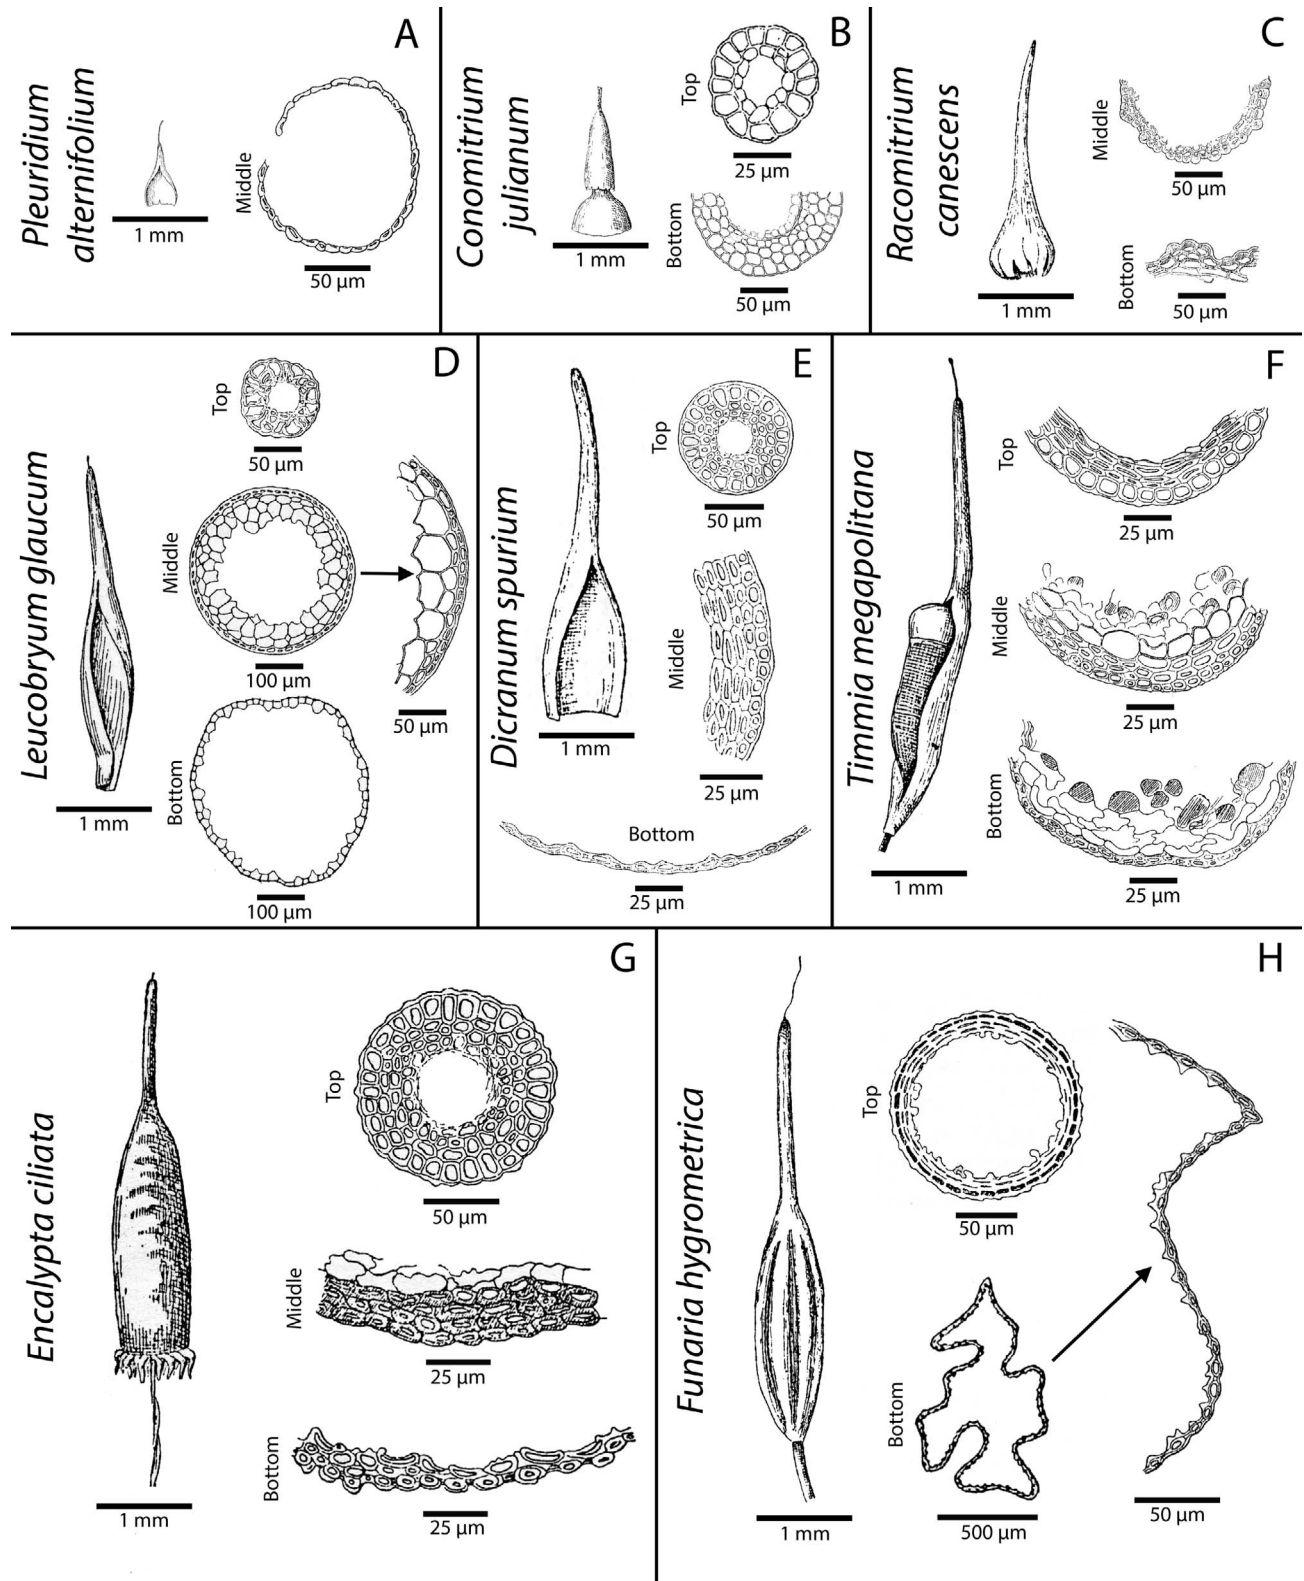 A
Pleuridium
alternifolium
1 mm
Middle
50 µm
B
Conomitrium
julianum
1 mm
Top
25 µm
Bottom
50 µm
C
Racomitrium
canescens
1 mm
Middle
50 µm
Bottom
50 µm
D
Leucobryum glaucum
1 mm
Top
50 µm
Middle
100 µm
50 µm
Bottom
100 µm
E
Dicranum spurium
1 mm
Top
50 µm
Middle
25 µm
Bottom
25 µm
F
Timmia megapolitana
1 mm
Top
25 µm
Middle
25 µm
Bottom
25 µm
G
Encalypta ciliata
1 mm
Top
50 µm
Middle
25 µm
Bottom
25 µm
H
Funaria hygrometrica
1 mm
Top
50 µm
Bottom
500 µm
50 µm